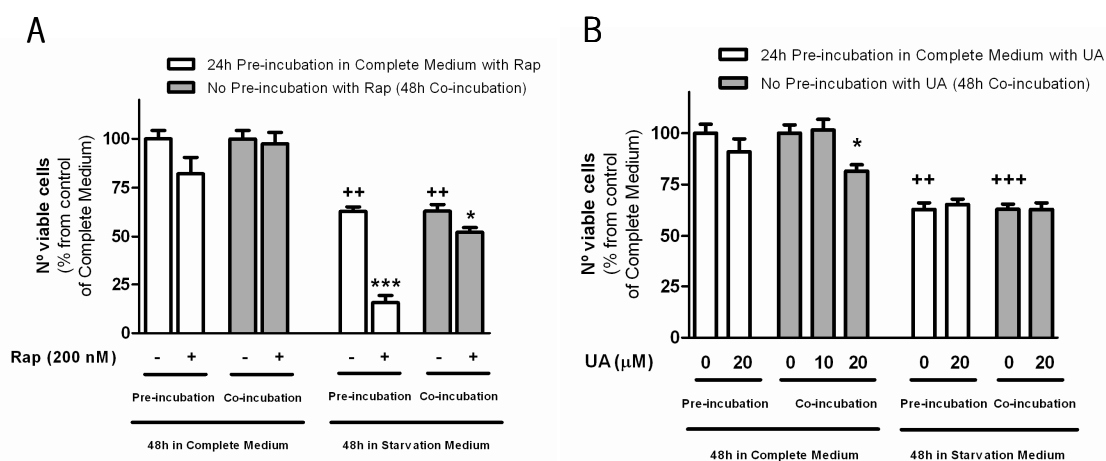 A
24h Pre-incubation in Complete Medium with Rap
No Pre-incubation with Rap (48h Co-incubation)
Nº viable cells
(% from control
of Complete Medium)
100
75
50
25
0
++
***
++
*
Rap (200 nM) - + - + - + - +
Pre-incubation Co-incubation Pre-incubation Co-incubation
48h in Complete Medium 48h in Starvation Medium
B
24h Pre-incubation in Complete Medium with UA
No Pre-incubation with UA (48h Co-incubation)
Nº viable cells
(% from control
of Complete Medium)
100
75
50
25
0
*
++
+++
UA (µM) 0 20 0 10 20 0 20 0 20
Pre-incubation Co-incubation Pre-incubation Co-incubation
48h in Complete Medium 48h in Starvation Medium